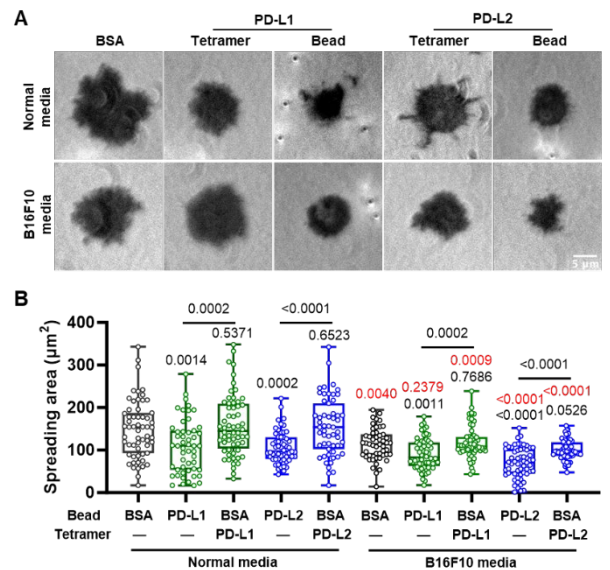 A
PD-L1
PD-L2
BSA
Tetramer
Bead
Tetramer
Bead
Normal
media
B16F10
media
5 μm
B
0.0002
<0.0001
0.5371
0.6523
0.0014
0.0002
0.0002
<0.0001
0.0009
0.0040
0.2379
0.7686
<0.0001
<0.0001
0.0011
<0.0001
0.0526
Spreading area (μm²)
400
300
200
100
0
Bead BSA PD-L1 BSA PD-L2 BSA BSA PD-L1 BSA PD-L2 BSA
Tetramer — — PD-L1 — PD-L2 — — PD-L1 — PD-L2
Normal media B16F10 media